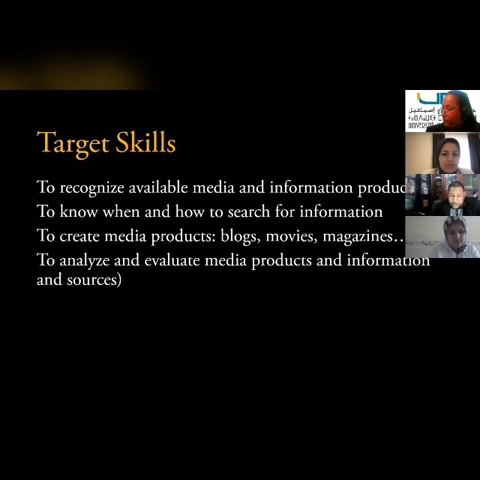 Target Skills
To recognize available media and information
To know when and how to search for information
To create media products: blogs, movies, magazines…
To analyze and evaluate media products and information
and sources)